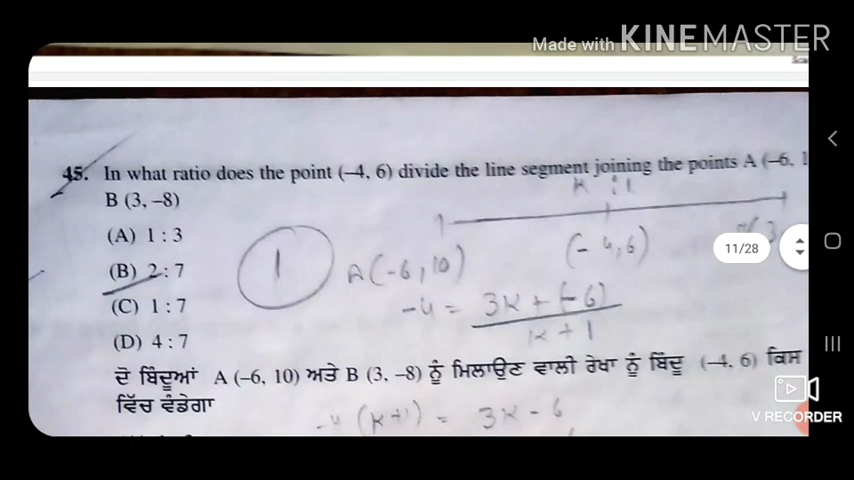 Made with KINEMASTER
45. In what ratio does the point (–4, 6) divide the line segment joining the points A (–6, 1
B (3, –8)
K : 1
(A) 1 : 3
(B) 2 : 7
1
A(-6,10)
(-4,6)
11/28
(C) 1 : 7
-4 = 3K + (-6)
K + 1
(D) 4 : 7
ਦੋ ਬਿੰਦੂਆਂ A (–6, 10) ਅਤੇ B (3, –8) ਨੂੰ ਮਿਲਾਉਣ ਵਾਲੀ ਰੇਖਾ ਨੂੰ ਬਿੰਦੂ (–4, 6) ਕਿਸ
ਵਿੱਚ ਵੰਡੇਗਾ
V RECORDER
-4 (K+1) = 3K - 6